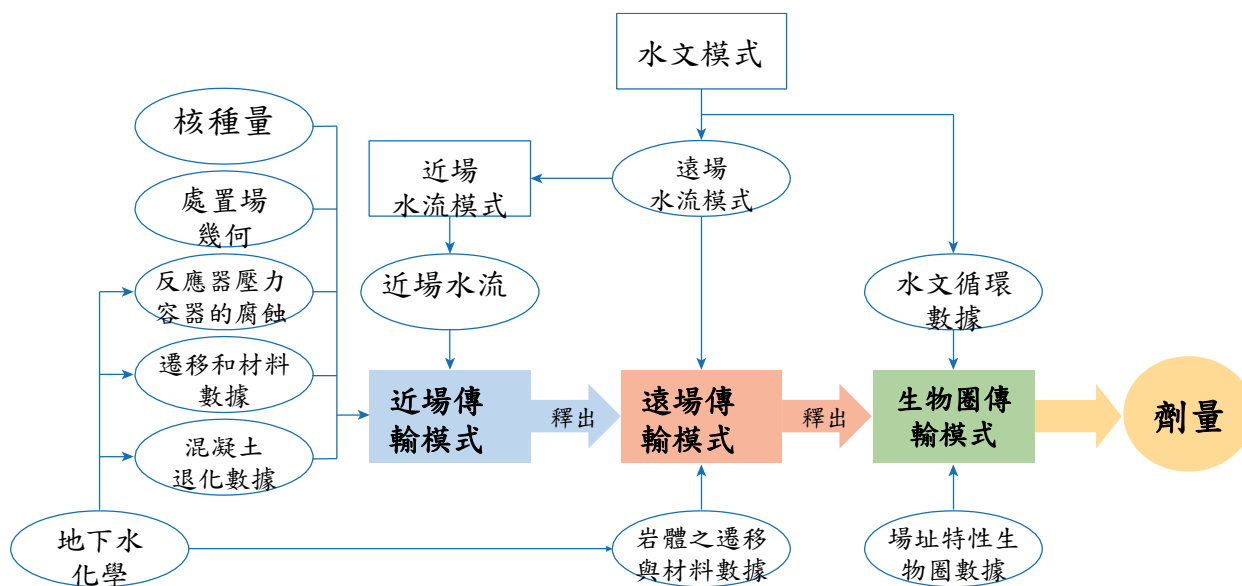 水文模式
核種量
近場
水流模式
遠場
水流模式
處置場
幾何
反應器壓力
容器的腐蝕
近場水流
水文循環
數據
遷移和材料
數據
近場傳
輸模式
釋出
遠場傳
輸模式
釋出
生物圈傳
輸模式
劑量
混凝土
退化數據
地下水
化學
岩體之遷移
與材料數據
場址特性生
物圈數據